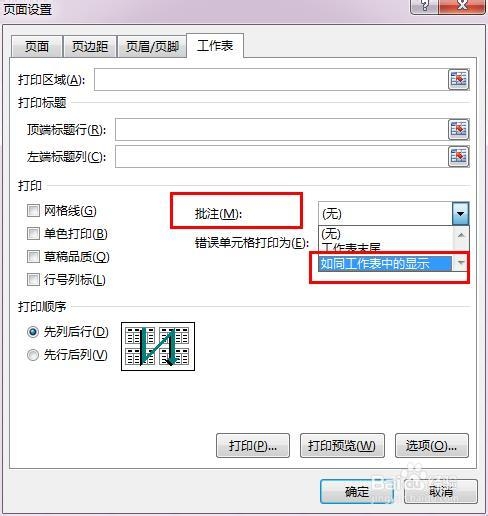 页面设置
页面 页边距 页眉/页脚 工作表
打印区域(A):
打印标题
顶端标题行(R):
左端标题列(C):
打印
网格线(G) 批注(M): (无)
(无)
单色打印(B) 错误单元格打印为(E): 工作表末尾
草稿品质(Q) 如同工作表中的显示
行号列标(L)
打印顺序
先列后行(D)
先行后列(V)
打印(P)... 打印预览(W) 选项(O)...
确定 取消
Baidu经验